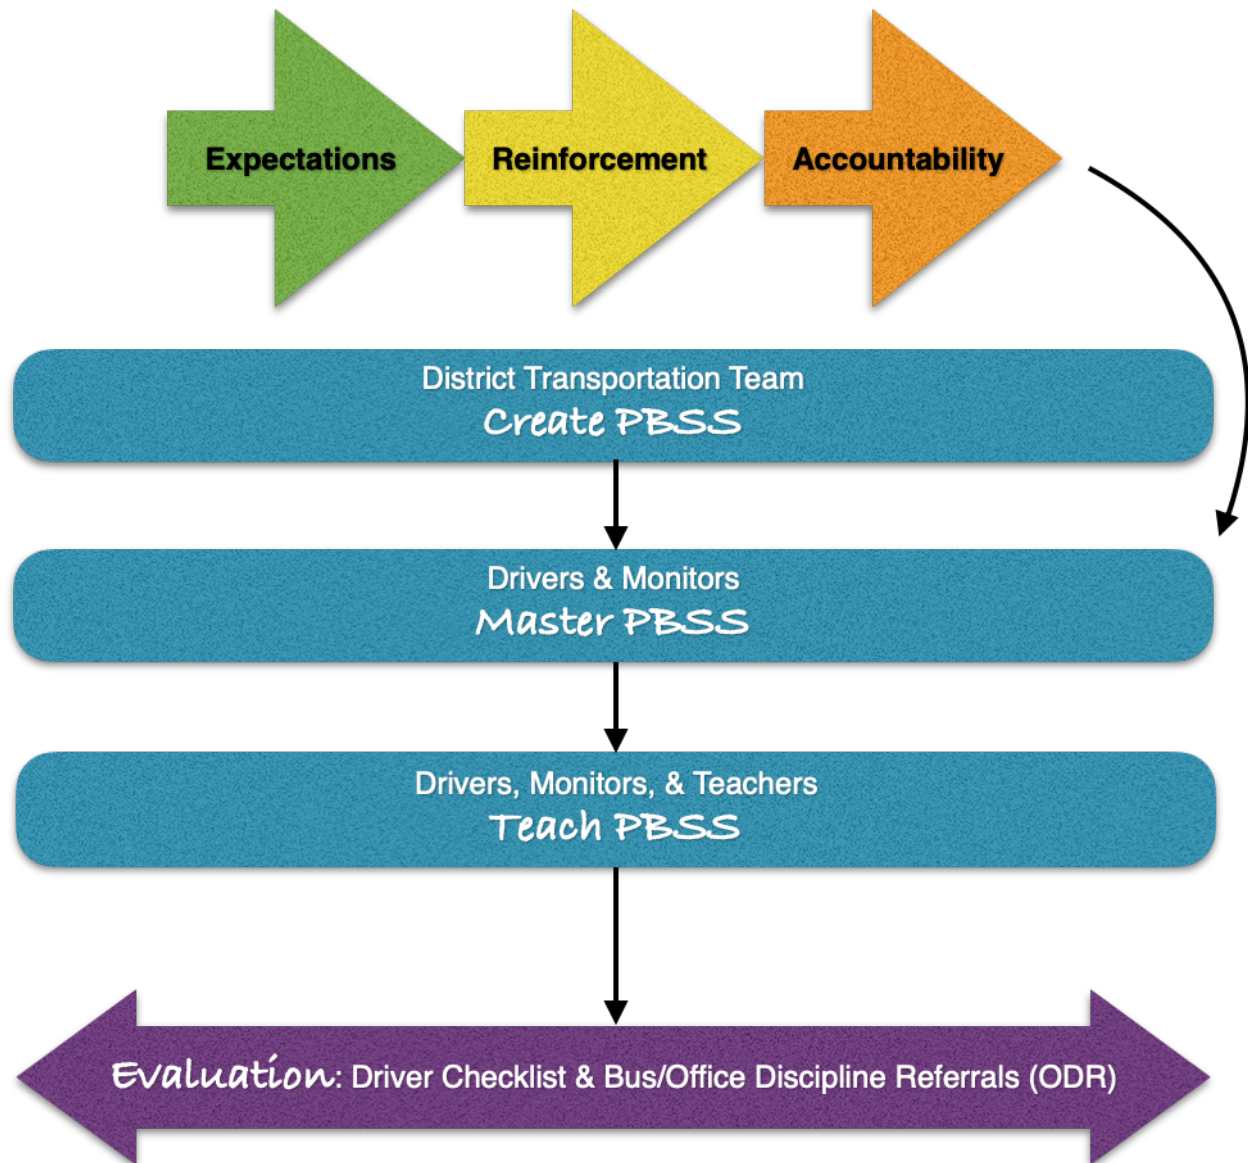 Expectations
Reinforcement
Accountability
District Transportation Team
Create PBSS
Drivers & Monitors
Master PBSS
Drivers, Monitors, & Teachers
Teach PBSS
Evaluation: Driver Checklist & Bus/Office Discipline Referrals (ODR)